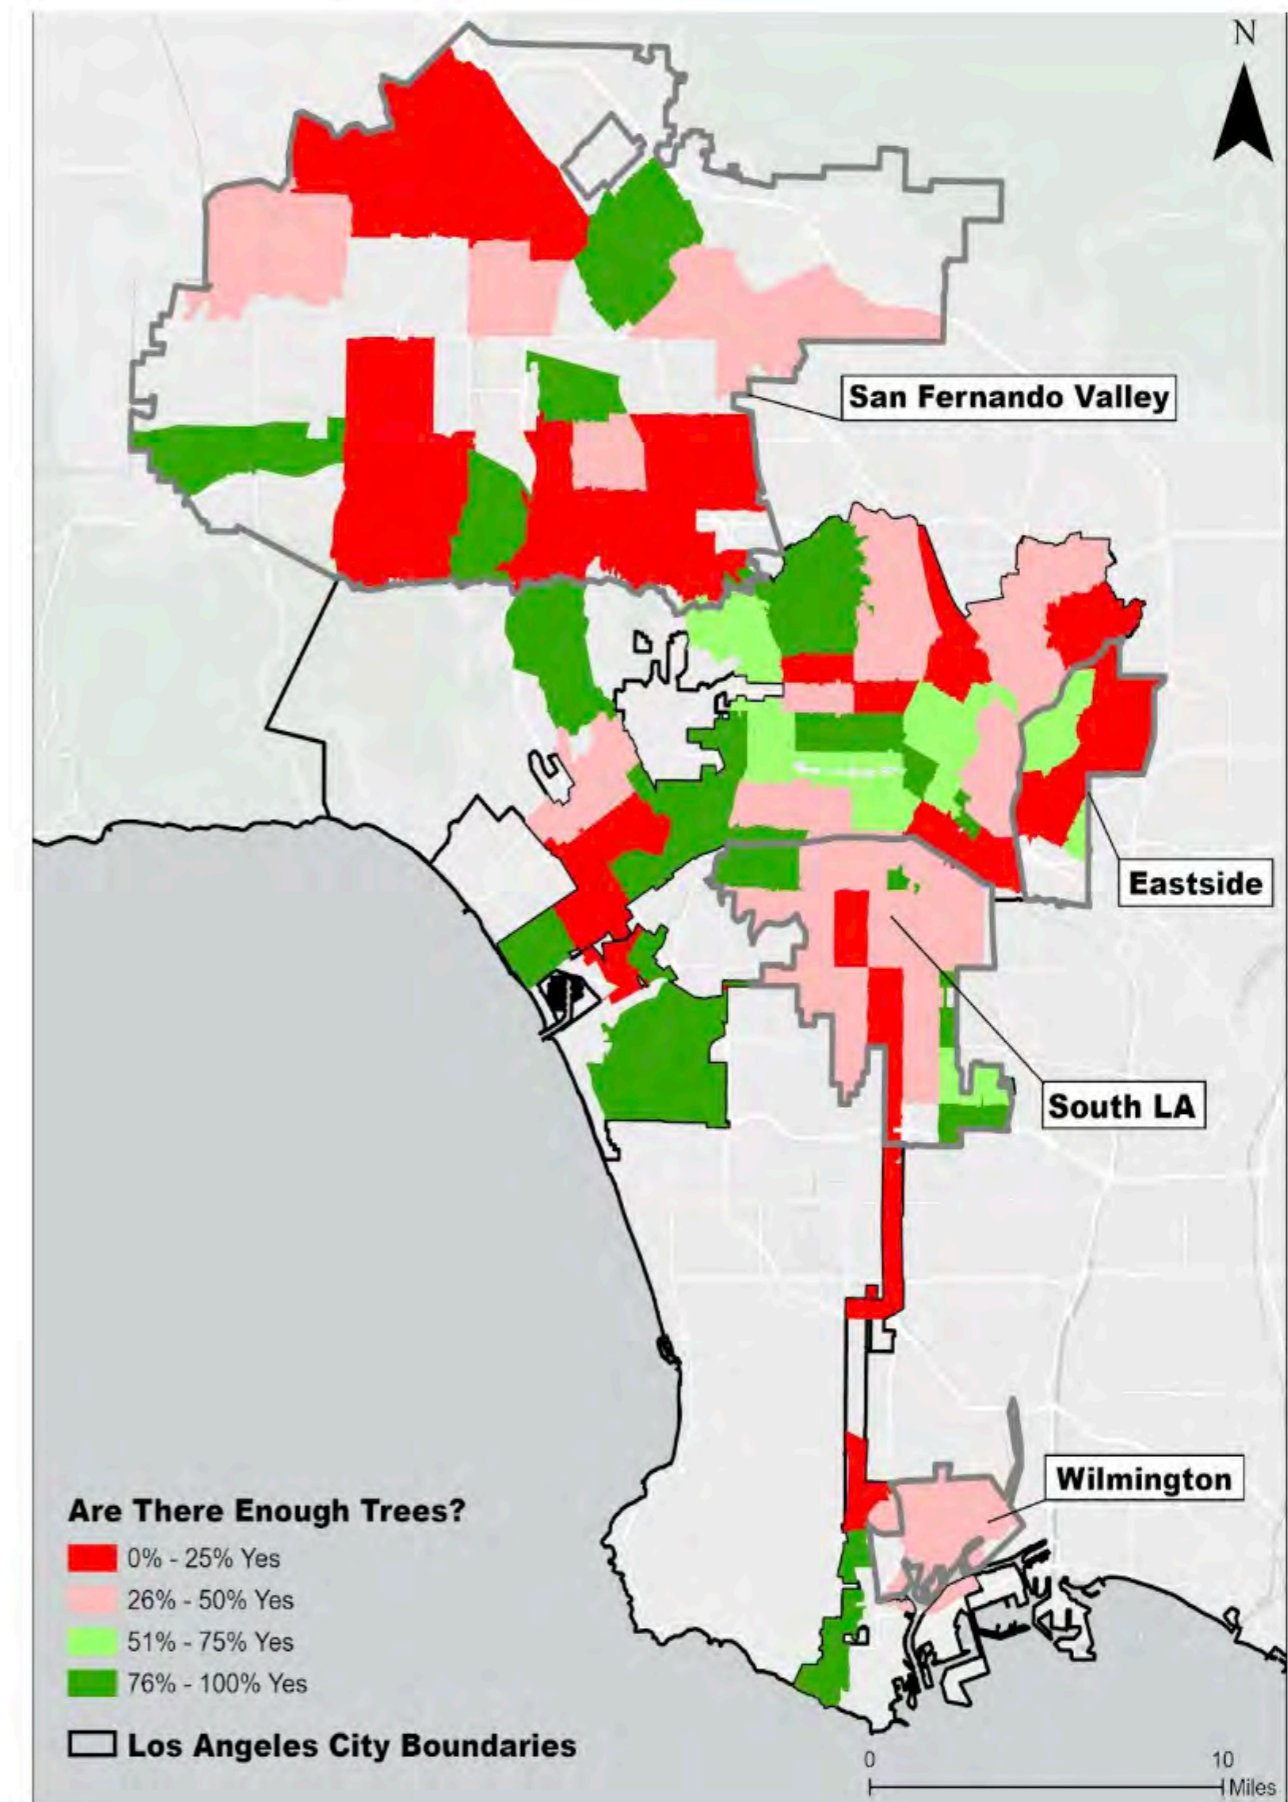 N
San Fernando Valley
Eastside
South LA
Wilmington
Are There Enough Trees?
0% - 25% Yes
26% - 50% Yes
51% - 75% Yes
76% - 100% Yes
Los Angeles City Boundaries
0 10
Miles